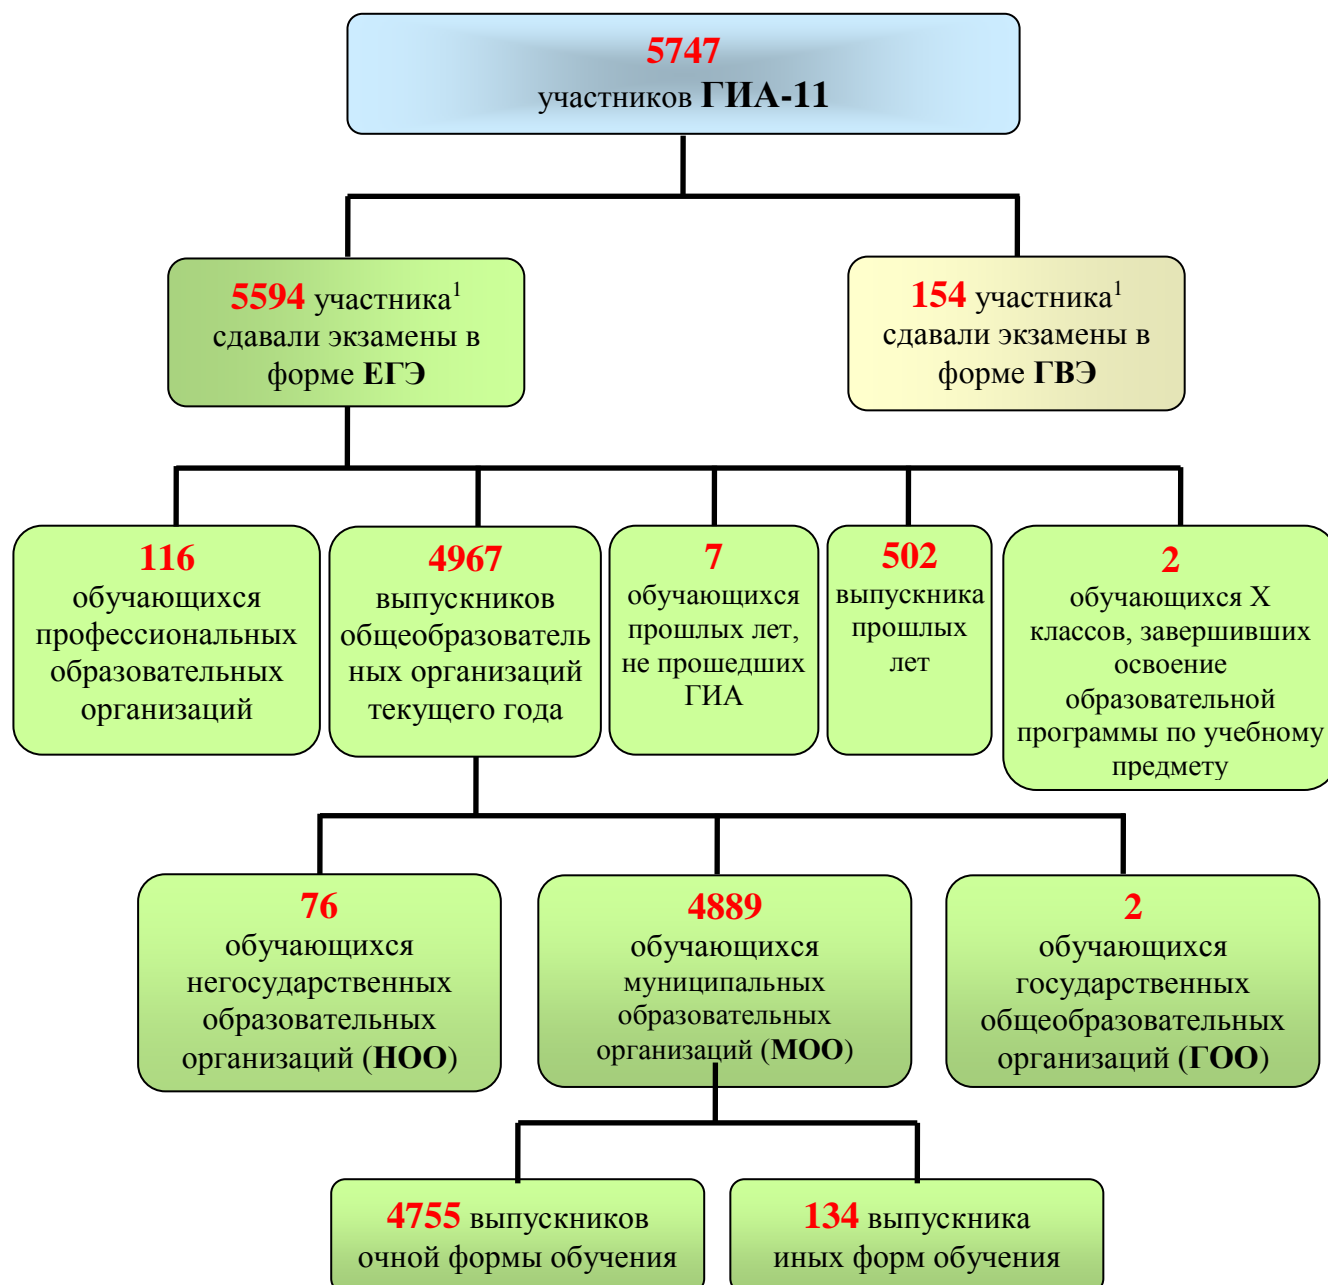 5747
участников ГИА-11
5594 участника¹
сдавали экзамены в
форме ЕГЭ
154 участника¹
сдавали экзамены в
форме ГВЭ
116
обучающихся
профессиональных
образовательных
организаций
4967
выпускников
общеобразователь
ных организаций
текущего года
7
обучающихся
прошлых лет,
не прошедших
ГИА
502
выпускника
прошлых
лет
2
обучающихся X
классов, завершивших
освоение
образовательной
программы по учебному
предмету
76
обучающихся
негосударственных
образовательных
организаций (НОО)
4889
обучающихся
муниципальных
образовательных
организаций (МОО)
2
обучающихся
государственных
общеобразовательных
организаций (ГОО)
4755 выпускников
очной формы обучения
134 выпускника
иных форм обучения